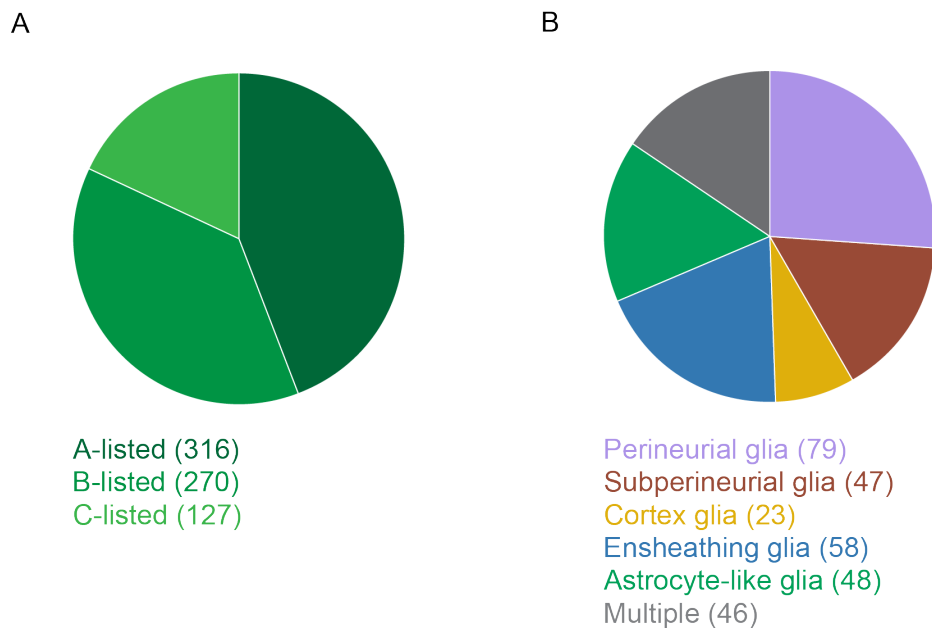 A
B
A-listed (316)
B-listed (270)
C-listed (127)
Perineurial glia (79)
Subperineurial glia (47)
Cortex glia (23)
Ensheathing glia (58)
Astrocyte-like glia (48)
Multiple (46)